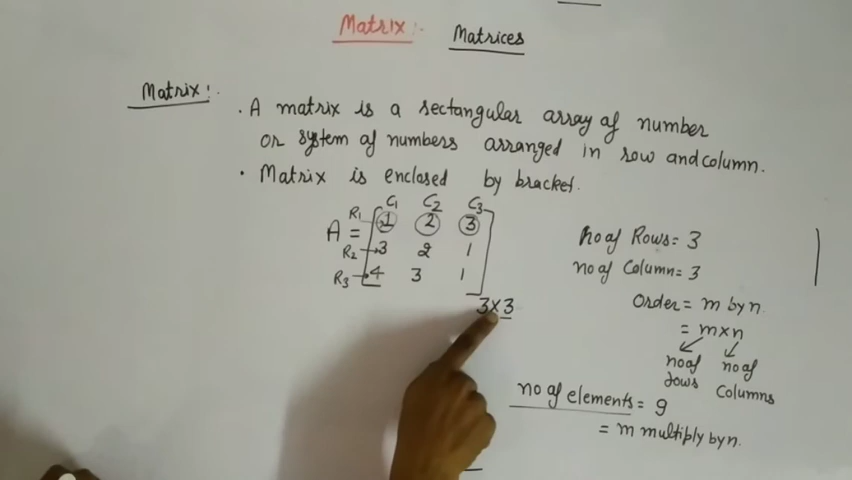 Matrix :- Matrices
Matrix :-
• A matrix is a rectangular array of number
or system of numbers arranged in row and column.
• Matrix is enclosed by bracket.
C1 C2 C3
R1 1 2 3
A =
R2 3 2 1
R3 4 3 1
3×3
no of Rows = 3
no of Column = 3
Order = m by n
= m×n
no of rows no of Columns
no of elements = 9
= m multiply by n.